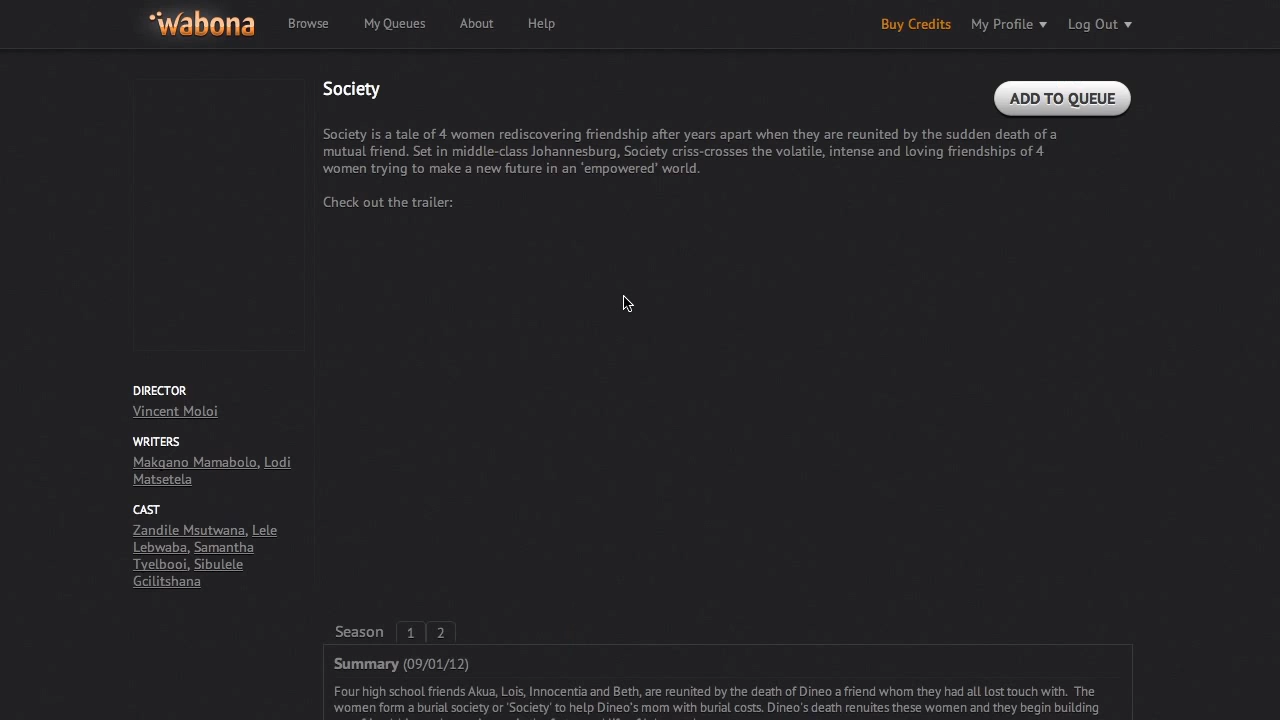 wabona Browse My Queues About Help Buy Credits My Profile Log Out
Society
ADD TO QUEUE
Society is a tale of 4 women rediscovering friendship after years apart when they are reunited by the sudden death of a
mutual friend. Set in middle-class Johannesburg, Society criss-crosses the volatile, intense and loving friendships of 4
women trying to make a new future in an ‘empowered’ world.
Check out the trailer:
DIRECTOR
Vincent Moloi
WRITERS
Makgano Mamabolo, Lodi
Matsetela
CAST
Zandile Msutwana, Lele
Lebwaba, Samantha
Tyelbooi, Sibulele
Gcilitshana
Season 1 2
Summary (09/01/12)
Four high school friends Akua, Lois, Innocentia and Beth, are reunited by the death of Dineo a friend whom they had all lost touch with. The
women form a burial society or 'Society' to help Dineo's mom with burial costs. Dineo's death renuites these women and they begin building